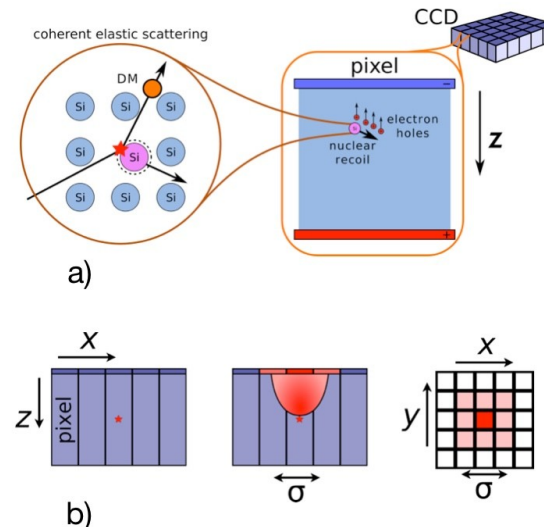 CCD
coherent elastic scattering
pixel
DM
−
Si Si Si
electron
holes
Si Si Si
nuclear
recoil
z
Si Si Si
+
a)
x
x
z
pixel
y
σ
σ
b)